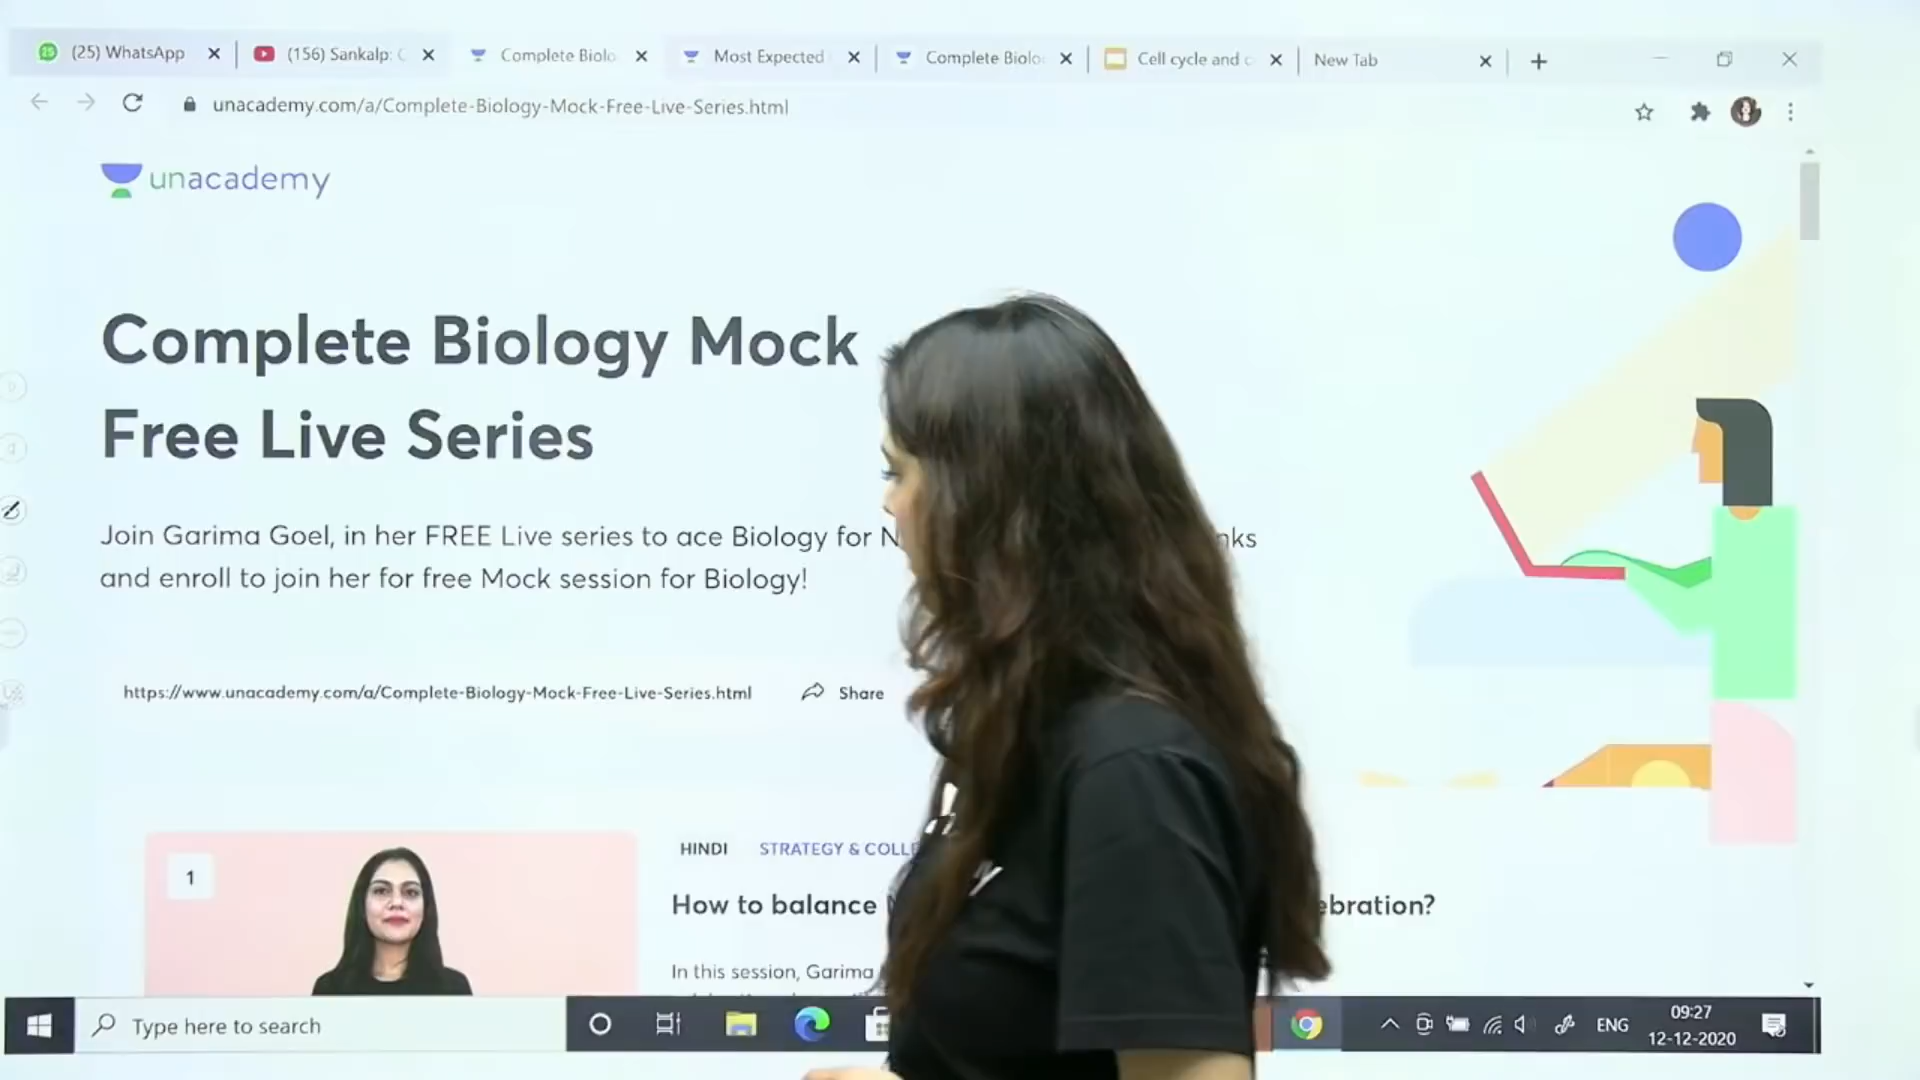 (25) WhatsApp
(156) Sankalp:
Complete Biolo
Most Expected
Complete Biolo
Cell cycle and c
New Tab
unacademy.com/a/Complete-Biology-Mock-Free-Live-Series.html
unacademy
Complete Biology Mock
Free Live Series
Join Garima Goel, in her FREE Live series to ace Biology for N
and enroll to join her for free Mock session for Biology!
https://www.unacademy.com/a/Complete-Biology-Mock-Free-Live-Series.html
Share
1
HINDI STRATEGY & COLLE
How to balance ebration?
In this session, Garima
Type here to search
ENG
09:27
12-12-2020